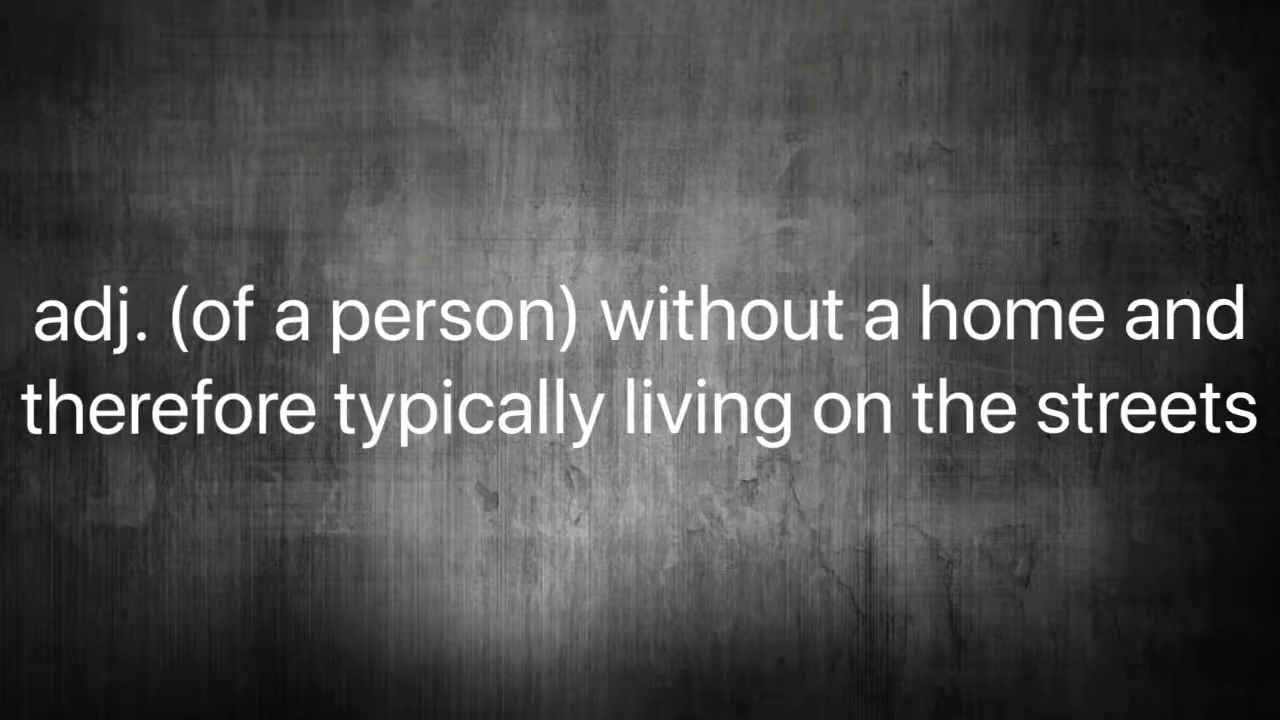 adj. (of a person) without a home and
therefore typically living on the streets